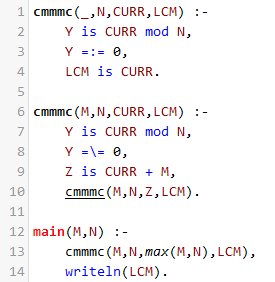 1 cmmmc(_,N,CURR,LCM) :-
2 Y is CURR mod N,
3 Y =:= 0,
4 LCM is CURR.
5
6 cmmmc(M,N,CURR,LCM) :-
7 Y is CURR mod N,
8 Y =\= 0,
9 Z is CURR + M,
10 cmmmc(M,N,Z,LCM).
11
12 main(M,N) :-
13 cmmmc(M,N,max(M,N),LCM),
14 writeln(LCM).